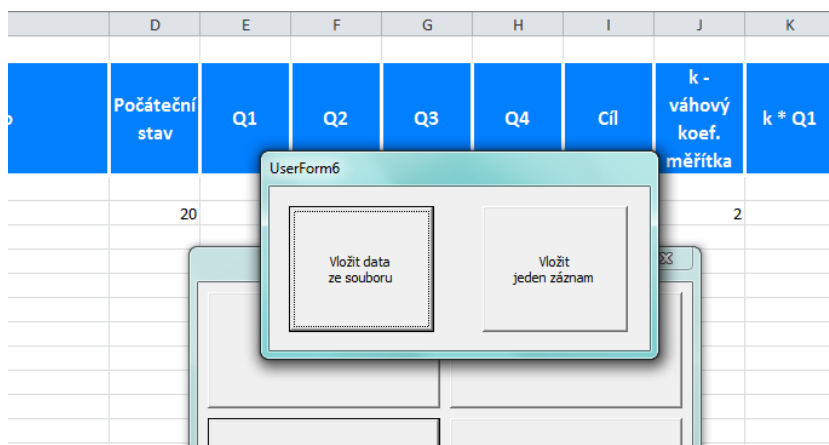 D E F G H I J K
Počáteční
stav
Q1
Q2
Q3
Q4
Cíl
k -
váhový
koef.
měřítka
k * Q1
UserForm6
20
2
Vložit data
ze souboru
Vložit
jeden záznam